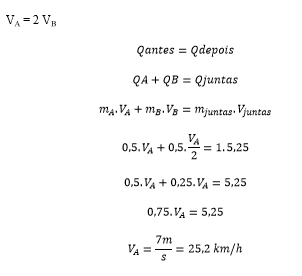 V_A = 2 V_B
Qantes = Qdepois
QA + QB = Qjuntas
m_A.V_A + m_B.V_B = m_juntas.V_juntas
0,5.V_A + 0,5.V_A/2 = 1.5,25
0,5.V_A + 0,25.V_A = 5,25
0,75.V_A = 5,25
V_A = 7m/s = 25,2 km/h